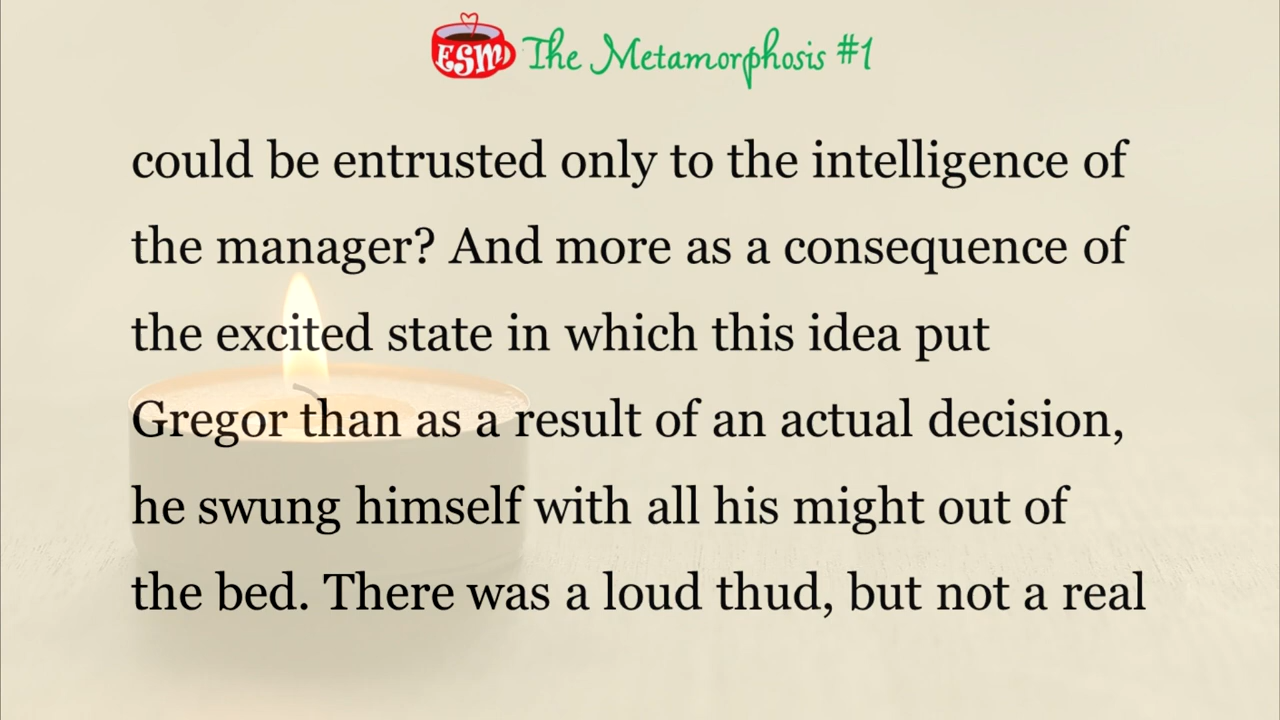 ESM The Metamorphosis #1
could be entrusted only to the intelligence of
the manager? And more as a consequence of
the excited state in which this idea put
Gregor than as a result of an actual decision,
he swung himself with all his might out of
the bed. There was a loud thud, but not a real